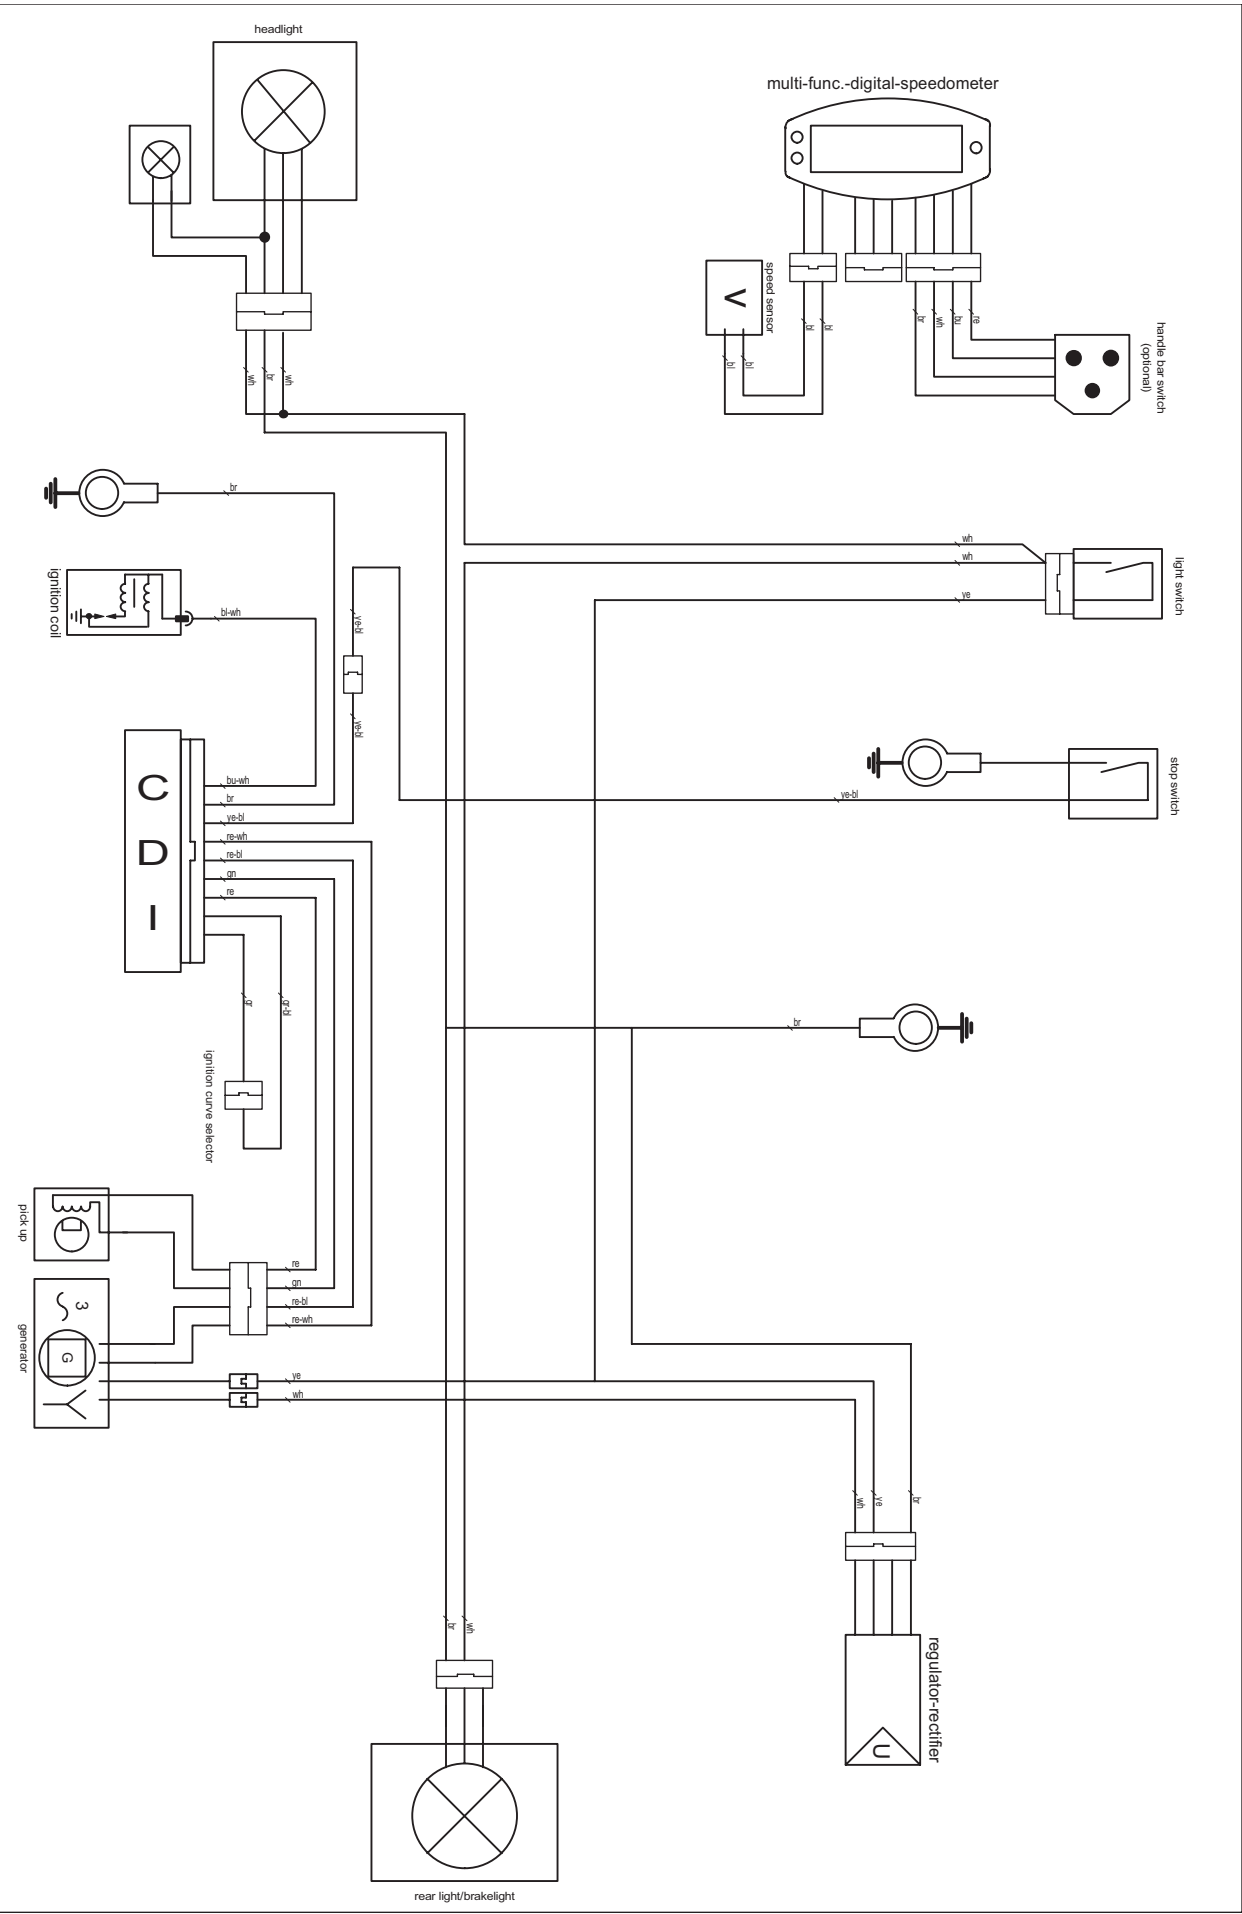 headlight
multi-func.-digital-speedometer
V
speed sensor
bl
bl
bl
bl
br
wh
bu
re
handle bar switch
(optional)
wh
br
wh
br
ignition coil
bl-wh
ye-bl
ye-bl
wh
wh
ye
light switch
C
D
I
bu-wh
br
ye-bl
re-wh
re-bl
gn
re
ye-bl
stop switch
gr
gr-bl
br
ignition curve selector
pick up
re
gn
re-bl
re-wh
3
G
generator
ye
wh
wh
ye
br
br
wh
regulator-rectifier
U
rear light/brakelight